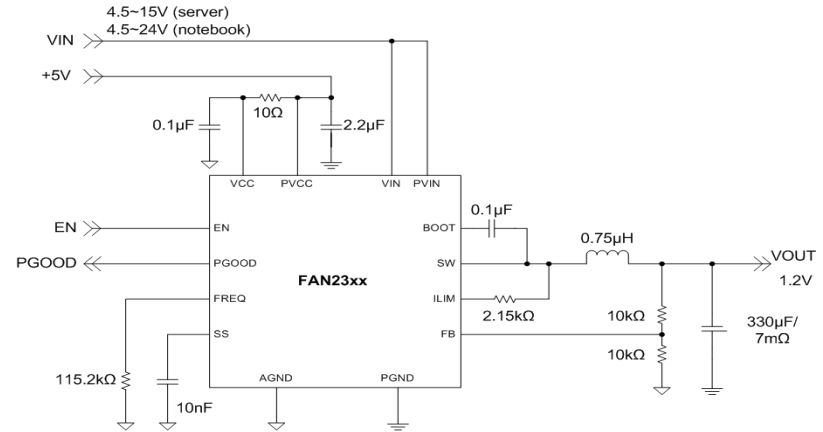 4.5~15V (server)
4.5~24V (notebook)
VIN
+5V
10Ω
0.1µF
2.2µF
VCC
PVCC
VIN
PVIN
0.1µF
EN
EN
BOOT
0.75µH
VOUT
PGOOD
PGOOD
SW
FAN23xx
1.2V
FREQ
ILIM
2.15kΩ
10kΩ
330µF/
7mΩ
SS
FB
10kΩ
115.2kΩ
10nF
AGND
PGND